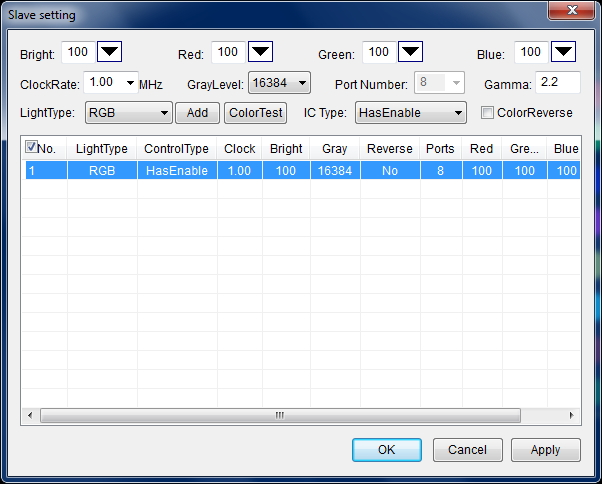 Slave setting
Bright: 100 Red: 100 Green: 100 Blue: 100
ClockRate: 1.00 MHz GrayLevel: 16384 Port Number: 8 Gamma: 2.2
LightType: RGB Add ColorTest IC Type: HasEnable ColorReverse
No. LightType ControlType Clock Bright Gray Reverse Ports Red Gre... Blue
1 RGB HasEnable 1.00 100 16384 No 8 100 100 100
OK Cancel Apply